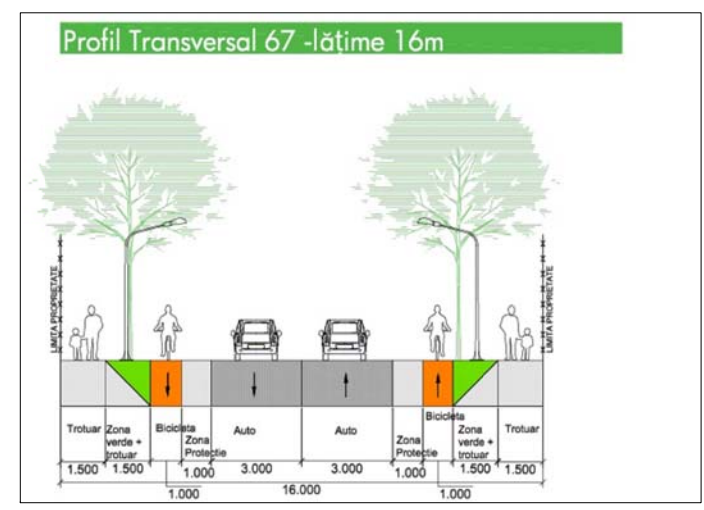 Profil Transversal 67 -lățime 16m
LIMITA PROPRIETATE
LIMITA PROPRIETATE
Trotuar
Zona
verde +
trotuar
Bicicleta
Zona
Protectie
Auto
Auto
Zona
Protectie
Bicicleta
Zona
verde +
trotuar
Trotuar
1.500
1.500
1.000
1.000
3.000
3.000
1.000
1.000
1.500
1.500
16.000